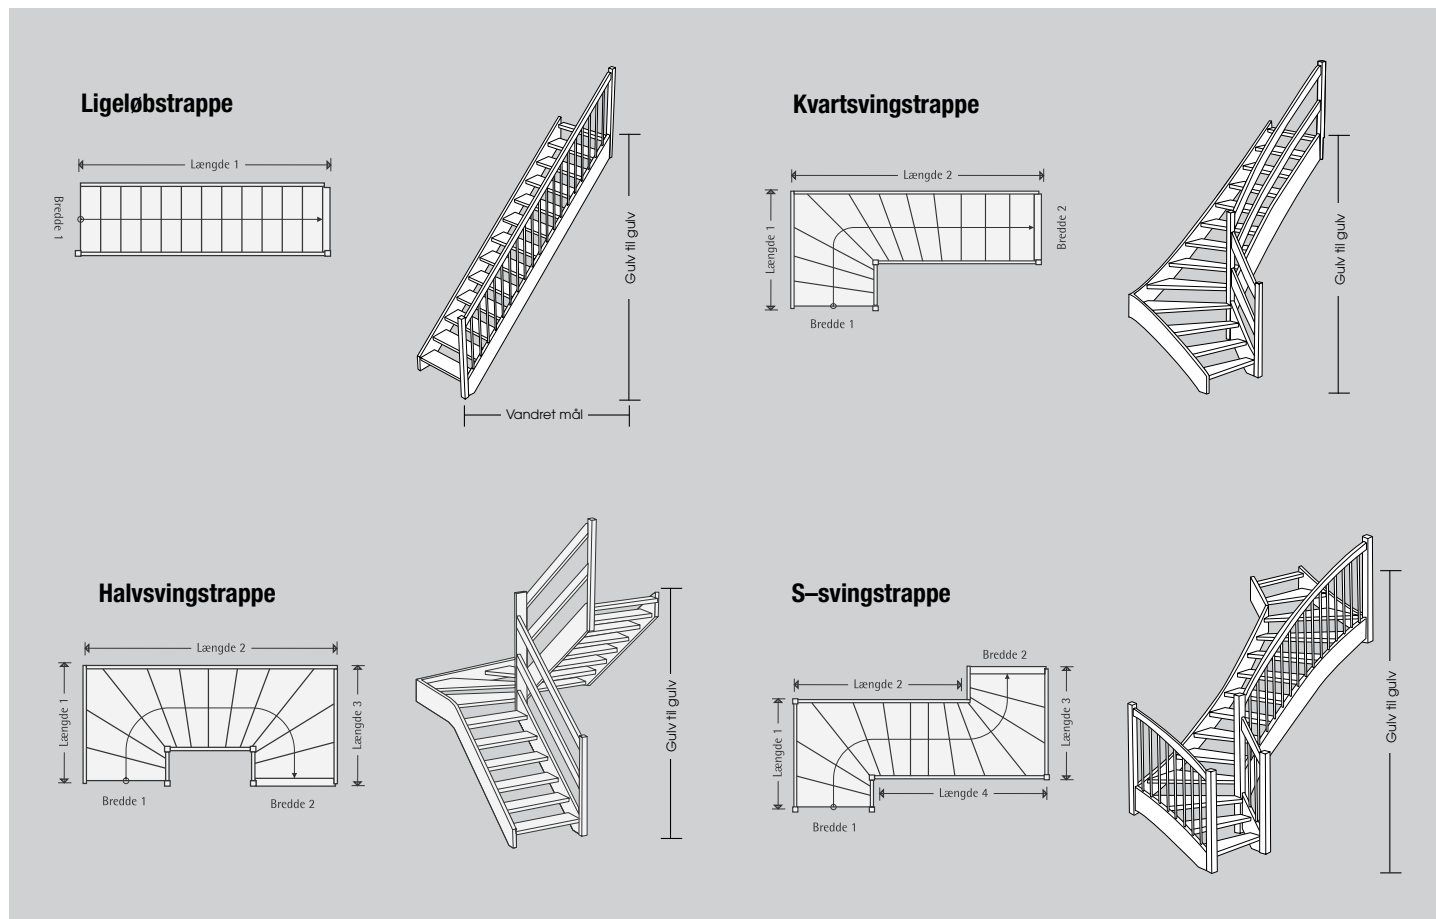 Ligeløbstrappe
Længde 1
Bredde 1
Gulv til gulv
Vandret mål
Kvartsvingstrappe
Længde 2
Længde 1
Bredde 2
Bredde 1
Gulv til gulv
Halvsvingstrappe
Længde 2
Længde 1
Længde 3
Bredde 1
Bredde 2
Gulv til gulv
S–svingstrappe
Bredde 2
Længde 2
Længde 1
Længde 3
Længde 4
Bredde 1
Gulv til gulv